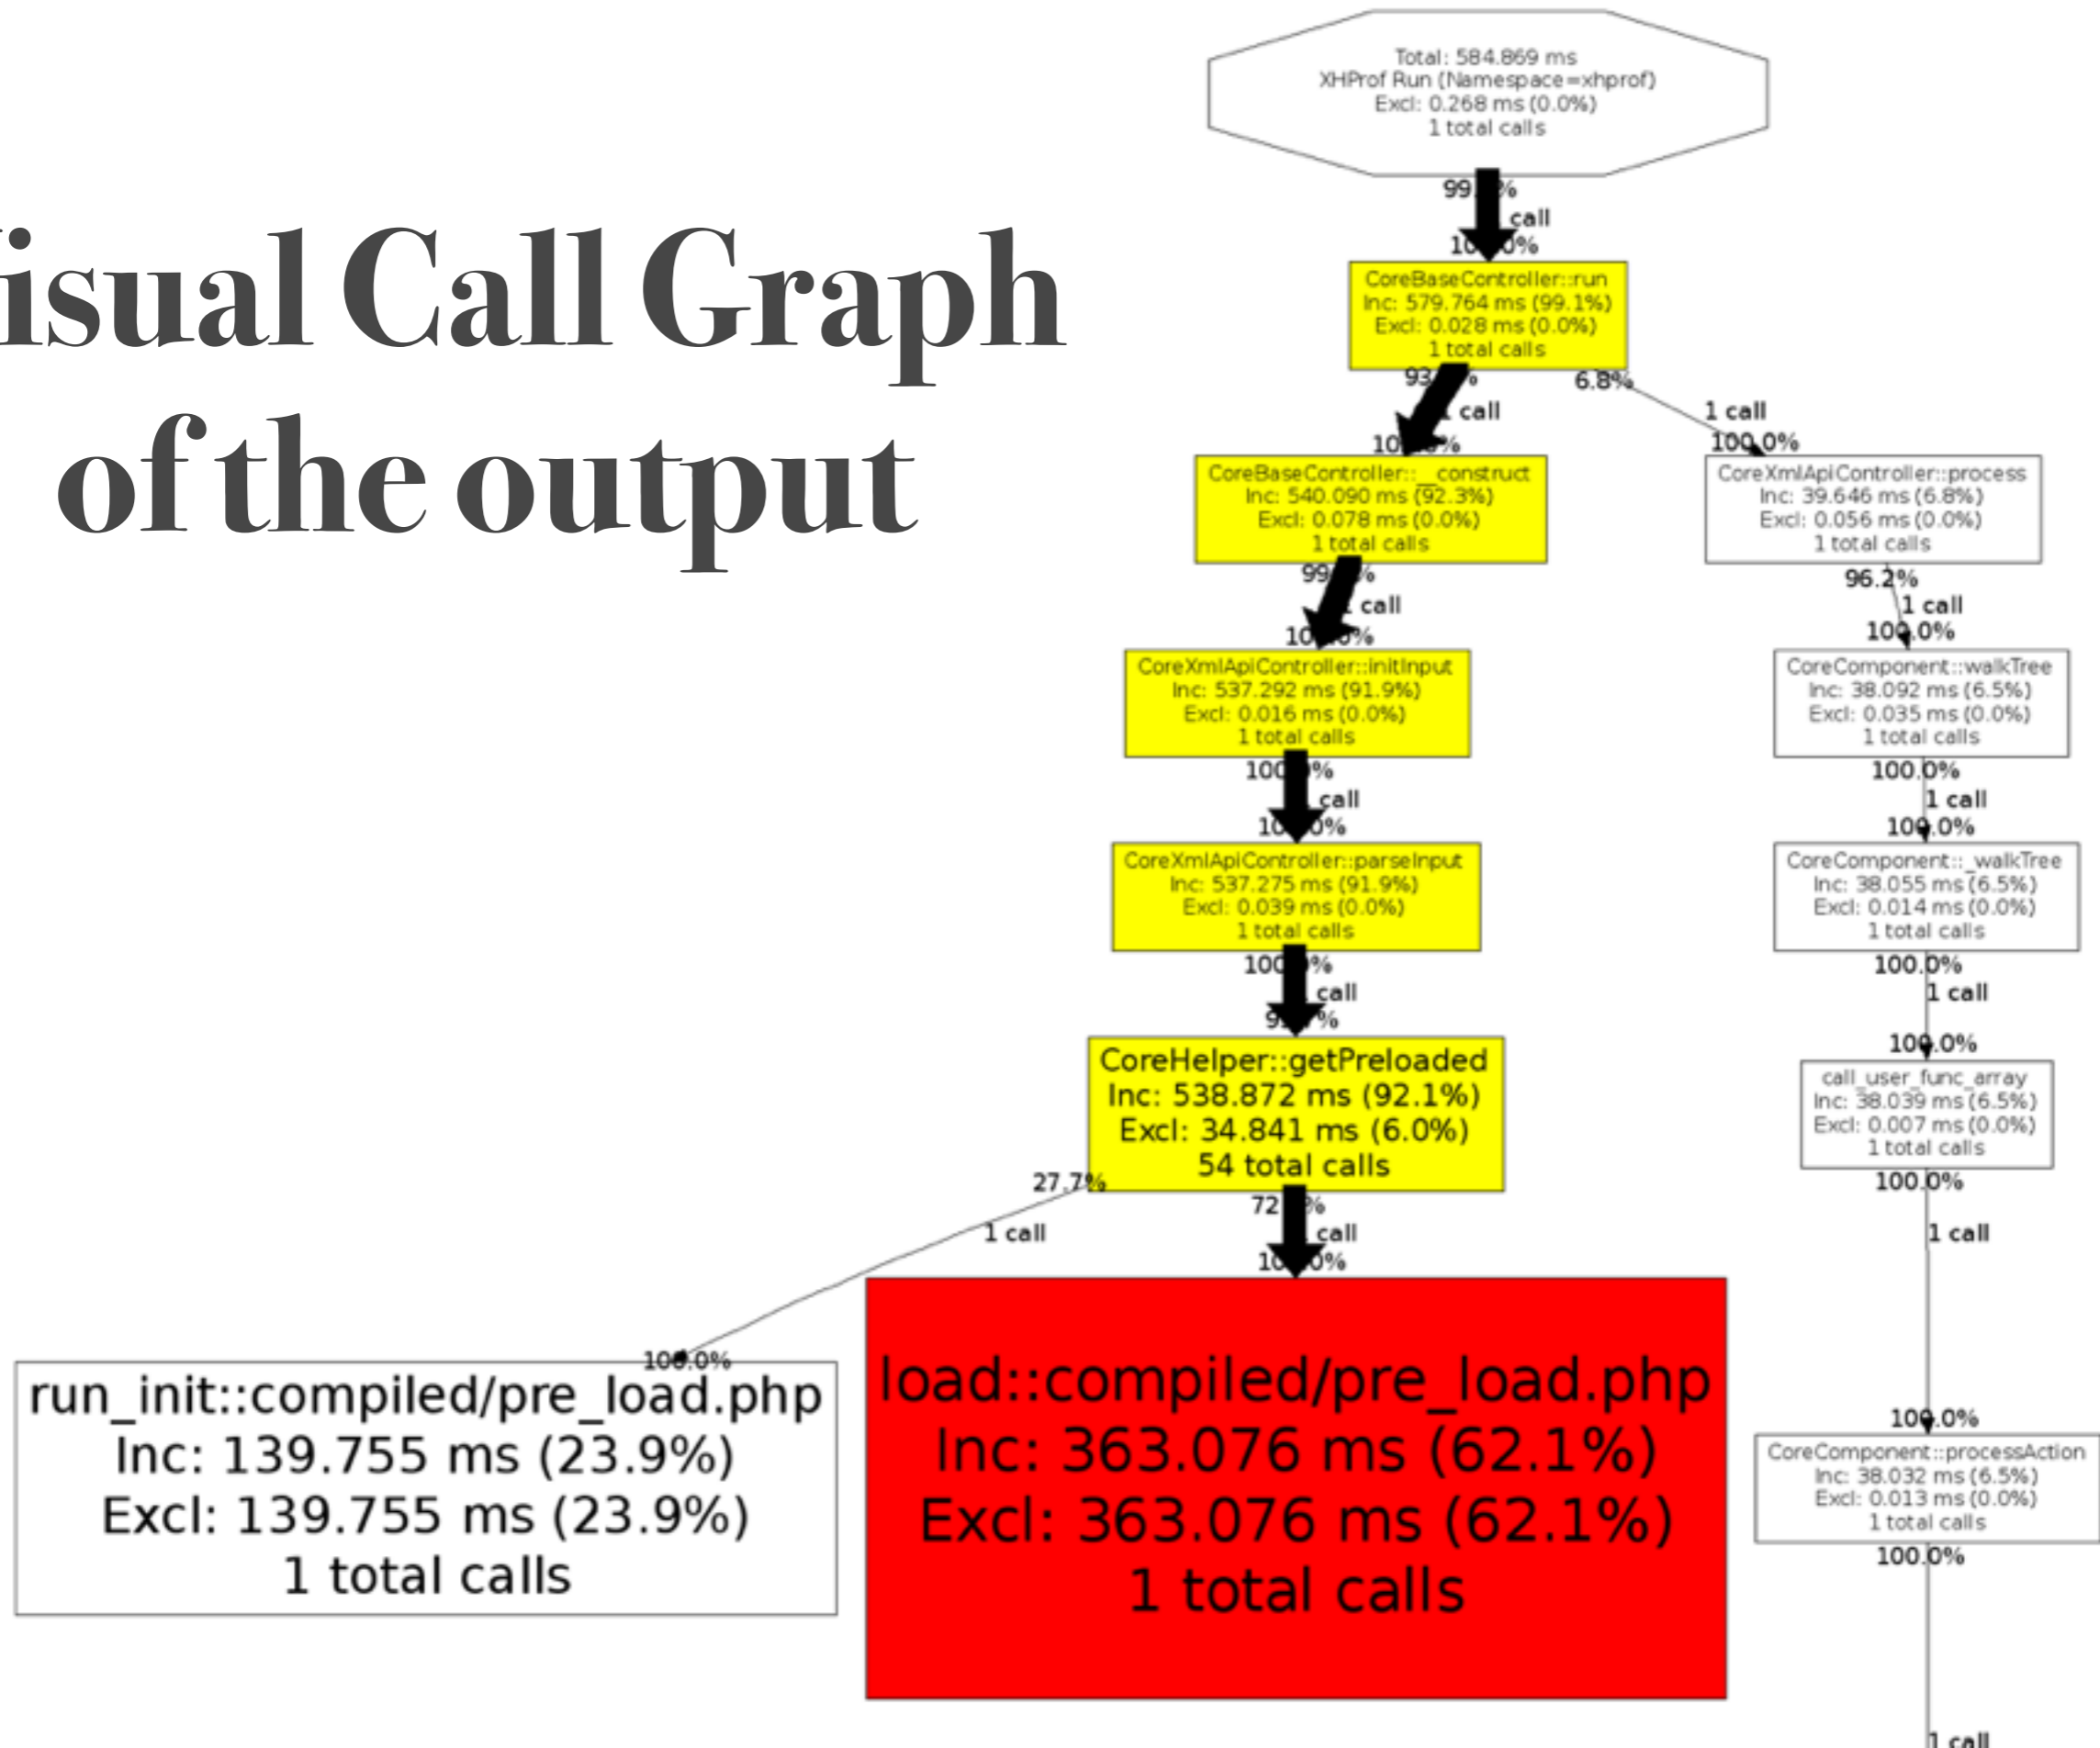 isual Call Graph
of the output
Total: 584.869 ms
XHProf Run (Namespace=xhprof)
Excl: 0.268 ms (0.0%)
1 total calls
call
CoreBaseController::run
Inc: 579.764 ms (99.1%)
Excl: 0.028 ms (0.0%)
1 total calls
6.8%
1 call
1 call
100.0%
CoreBaseController::__construct
Inc: 540.090 ms (92.3%)
Excl: 0.078 ms (0.0%)
1 total calls
CoreXmlApiController::process
Inc: 39.646 ms (6.8%)
Excl: 0.056 ms (0.0%)
1 total calls
96.2%
call
1 call
100.0%
CoreXmlApiController::initInput
Inc: 537.292 ms (91.9%)
Excl: 0.016 ms (0.0%)
1 total calls
CoreComponent::walkTree
Inc: 38.092 ms (6.5%)
Excl: 0.035 ms (0.0%)
1 total calls
100.0%
call
1 call
100.0%
CoreXmlApiController::parseInput
Inc: 537.275 ms (91.9%)
Excl: 0.039 ms (0.0%)
1 total calls
CoreComponent::_walkTree
Inc: 38.055 ms (6.5%)
Excl: 0.014 ms (0.0%)
1 total calls
100.0%
call
1 call
100.0%
CoreHelper::getPreloaded
Inc: 538.872 ms (92.1%)
Excl: 34.841 ms (6.0%)
54 total calls
call_user_func_array
Inc: 38.039 ms (6.5%)
Excl: 0.007 ms (0.0%)
1 total calls
27.7%
100.0%
1 call
call
1 call
100.0%
run_init::compiled/pre_load.php
Inc: 139.755 ms (23.9%)
Excl: 139.755 ms (23.9%)
1 total calls
load::compiled/pre_load.php
Inc: 363.076 ms (62.1%)
Excl: 363.076 ms (62.1%)
1 total calls
100.0%
CoreComponent::processAction
Inc: 38.032 ms (6.5%)
Excl: 0.013 ms (0.0%)
1 total calls
100.0%
1 call